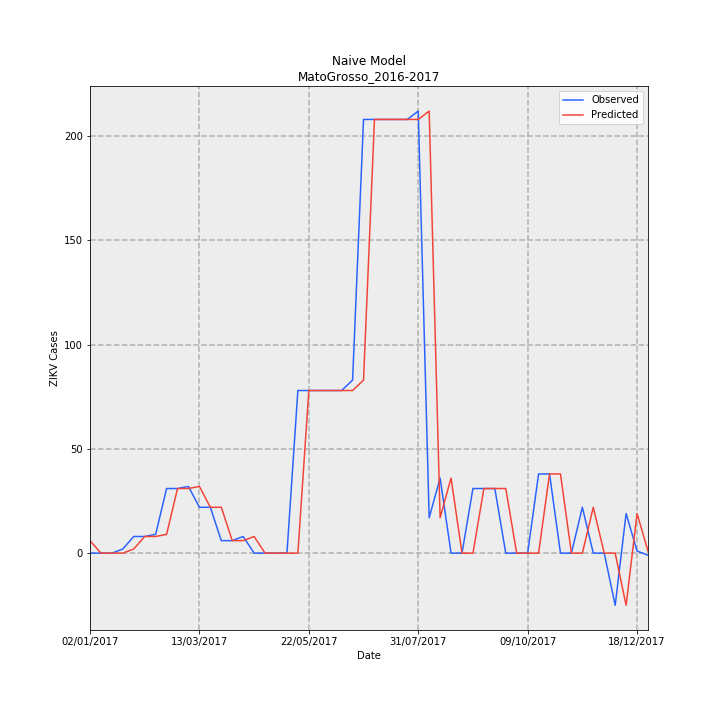 Naive Model
MatoGrosso_2016-2017
Observed
Predicted
200
150
100
50
0
ZIKV Cases
02/01/2017 13/03/2017 22/05/2017 31/07/2017 09/10/2017 18/12/2017
Date